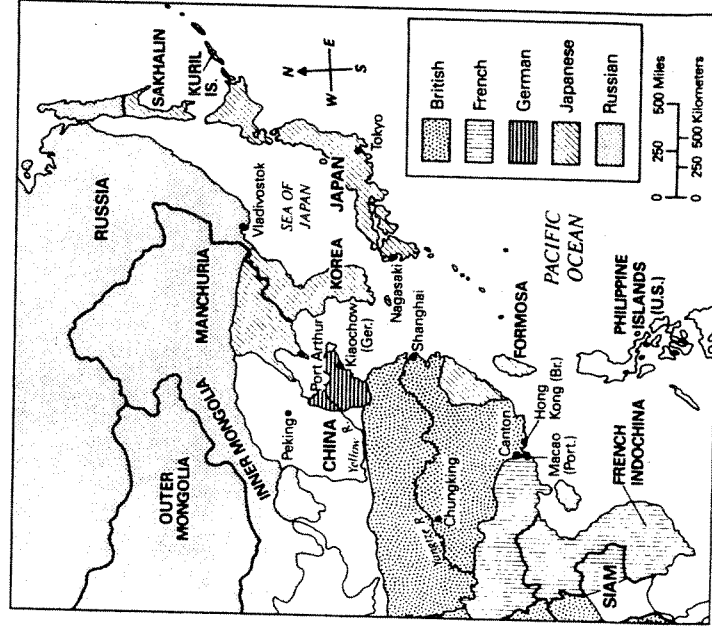 RUSSIA
SAKHALIN
KURIL
IS.
N
W E
S
OUTER
MONGOLIA
INNER MONGOLIA
MANCHURIA
Vladivostok
SEA OF
JAPAN
JAPAN
Tokyo
KOREA
Peking
Port Arthur
Kiaochow
(Ger.)
CHINA
Yellow R.
Nagasaki
Shanghai
Chungking
Yangtze R.
Canton
Hong
Kong (Br.)
Macao
(Port.)
FORMOSA
PACIFIC
OCEAN
PHILIPPINE
ISLANDS
(U.S.)
FRENCH
INDOCHINA
SIAM
British
French
German
Japanese
Russian
0 250 500 Miles
0 250 500 Kilometers